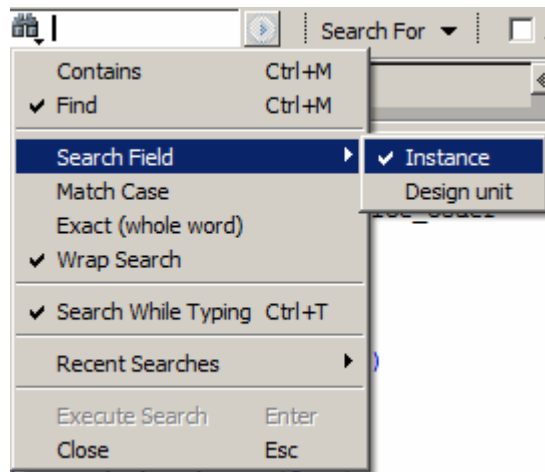 Search For
Contains Ctrl+M
Find Ctrl+M
Search Field
Instance
Match Case
Design unit
Exact (whole word)
Wrap Search
Search While Typing Ctrl+T
Recent Searches
)
Execute Search Enter
Close Esc